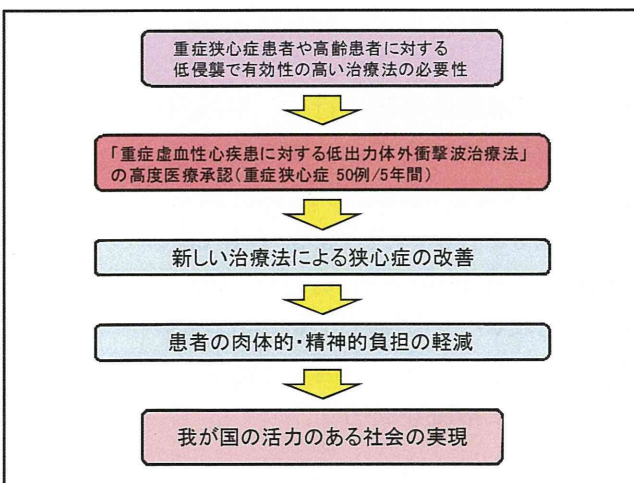 重症狭心症患者や高齢患者に対する
低侵襲で有効性の高い治療法の必要性
「重症虚血性心疾患に対する低出力体外衝撃波治療法」
の高度医療承認(重症狭心症 50例/5年間)
新しい治療法による狭心症の改善
患者の肉体的・精神的負担の軽減
我が国の活力のある社会の実現